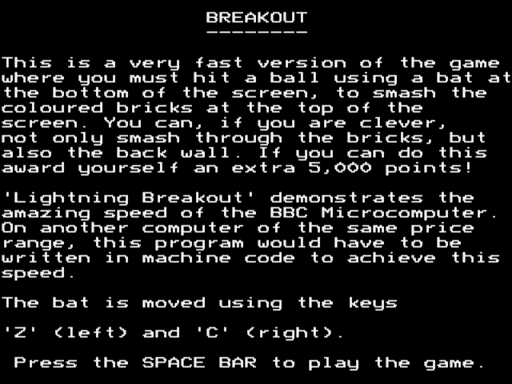 BREAKOUT
--------
This is a very fast version of the game
where you must hit a ball using a bat at
the bottom of the screen, to smash the
coloured bricks at the top of the
screen. You can, if you are clever,
not only smash through the bricks, but
also the back wall. If you can do this
award yourself an extra 5,000 points!
'Lightning Breakout' demonstrates the
amazing speed of the BBC Microcomputer.
On another computer of the same price
range, this program would have to be
written in machine code to achieve this
speed.
The bat is moved using the keys
'Z' (left) and 'C' (right).
Press the SPACE BAR to play the game.